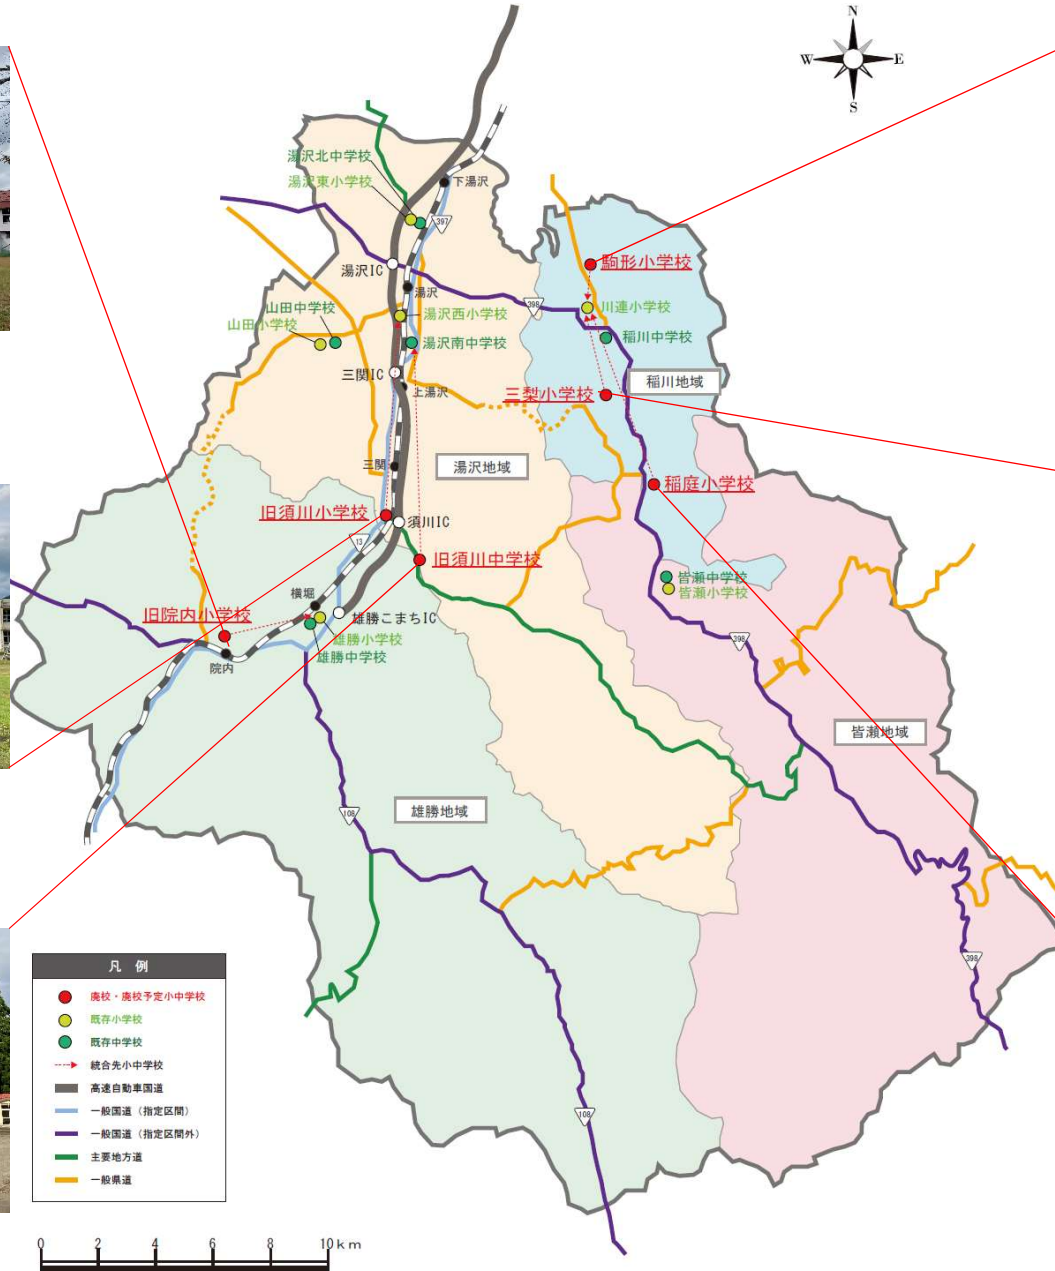 N
W
E
S
湯沢北中学校
湯沢東小学校
下湯沢
397
湯沢IC
湯沢
398
駒形小学校
川連小学校
稲川中学校
山田中学校
山田小学校
湯沢西小学校
湯沢南中学校
三関IC
上湯沢
三梨小学校
稲川地域
三関
湯沢地域
稲庭小学校
旧須川小学校
須川IC
13
旧須川中学校
皆瀬中学校
皆瀬小学校
横堀
旧院内小学校
雄勝こまちIC
雄勝小学校
雄勝中学校
院内
398
皆瀬地域
108
雄勝地域
398
108
凡 例
廃校・廃校予定小中学校
既存小学校
既存中学校
統合先小中学校
高速自動車国道
一般国道（指定区間）
一般国道（指定区間外）
主要地方道
一般県道
0 2 4 6 8 10km